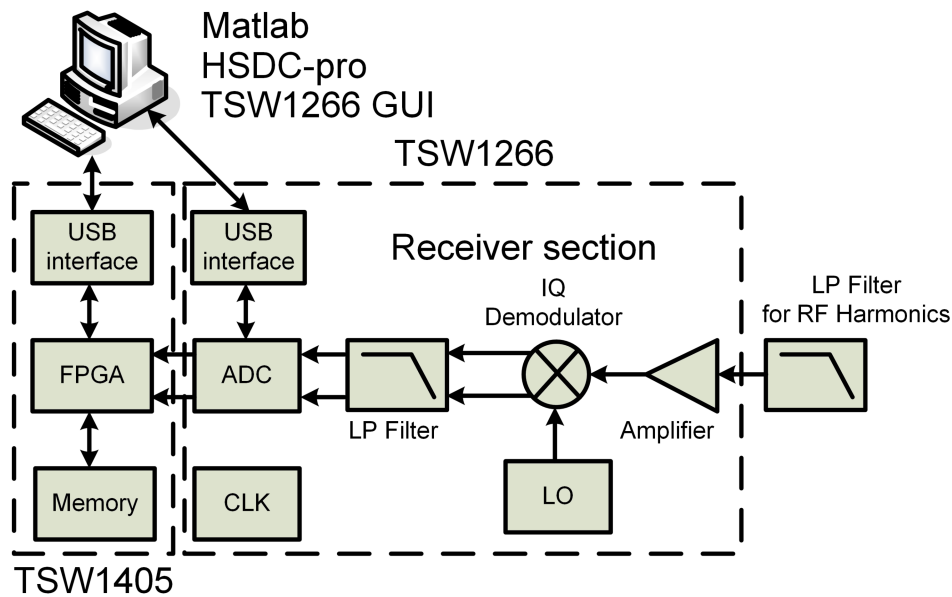 Matlab
HSDC-pro
TSW1266 GUI
TSW1266
USB
interface
USB
interface
Receiver section
IQ
Demodulator
LP Filter
for RF Harmonics
FPGA
ADC
LP Filter
Amplifier
Memory
CLK
LO
TSW1405